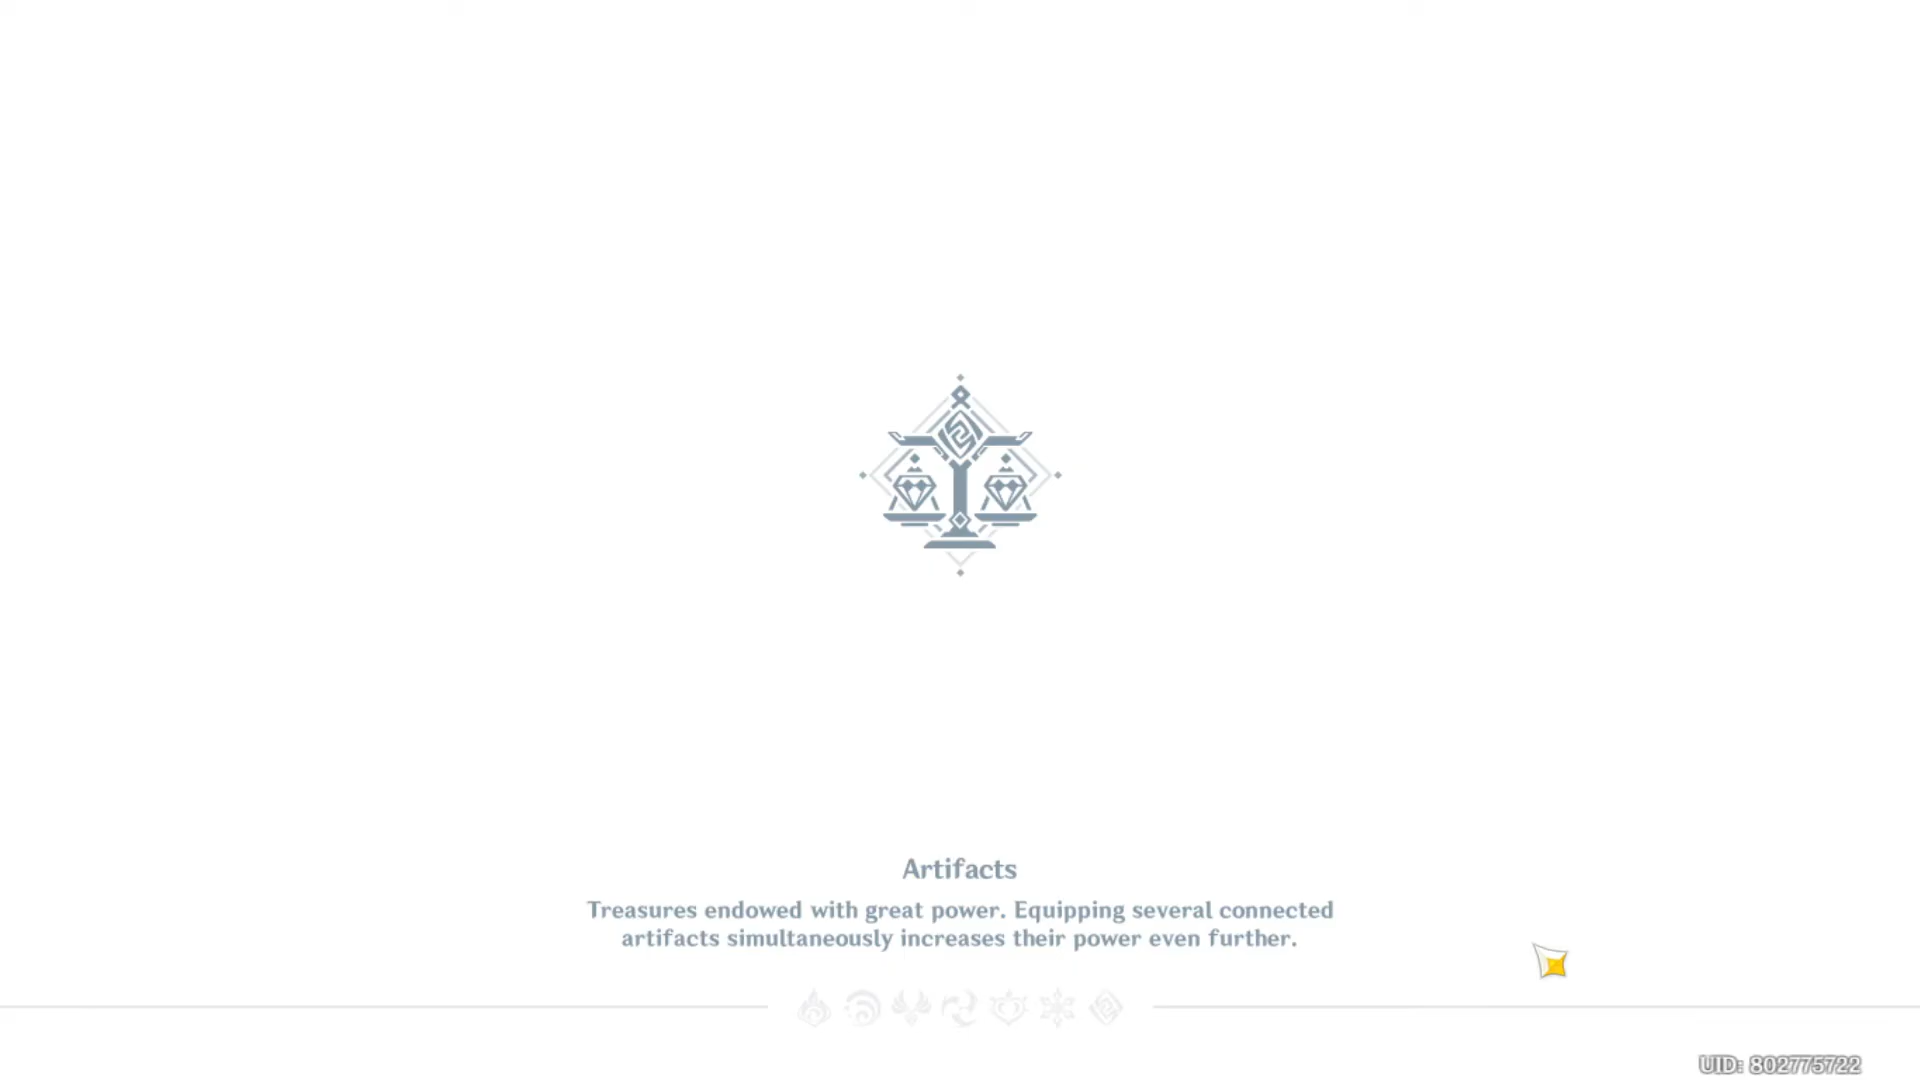 Artifacts
Treasures endowed with great power. Equipping several connected
artifacts simultaneously increases their power even further.
UID: 802775722